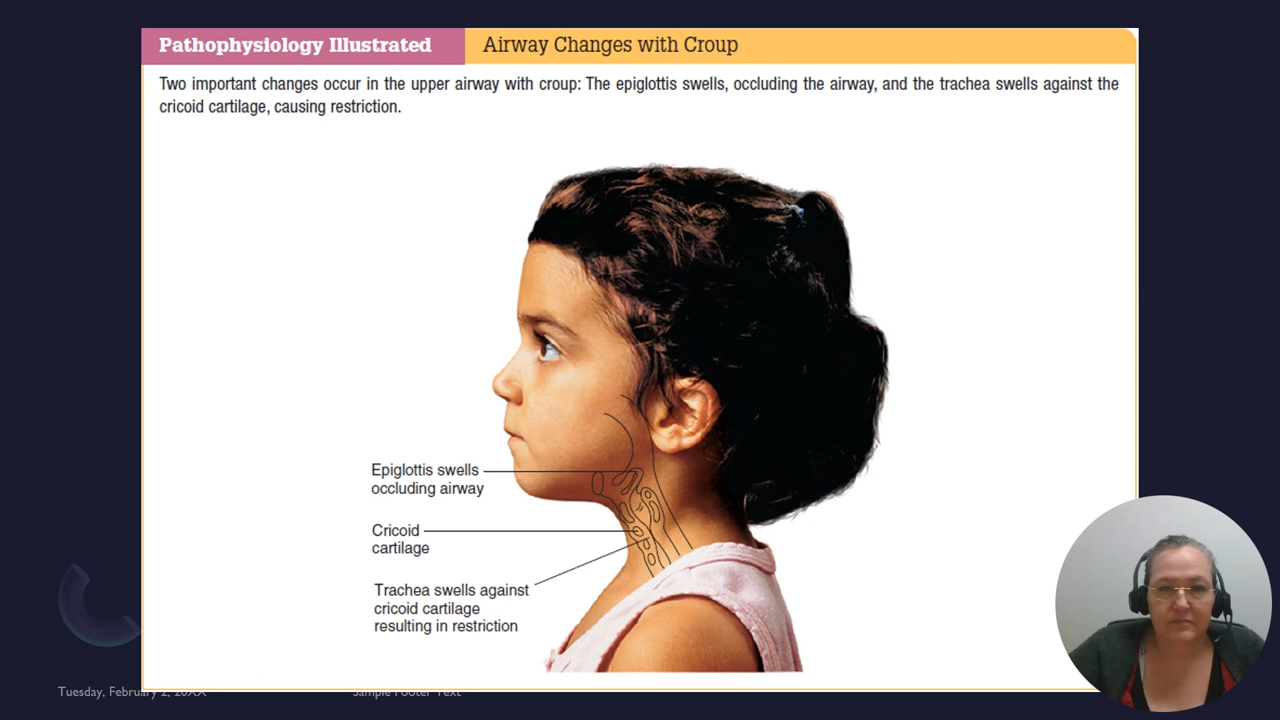 Pathophysiology Illustrated
Airway Changes with Croup
Two important changes occur in the upper airway with croup: The epiglottis swells, occluding the airway, and the trachea swells against the
cricoid cartilage, causing restriction.
Epiglottis swells
occluding airway
Cricoid
cartilage
Trachea swells against
cricoid cartilage
resulting in restriction
Tuesday, February 2, 20XX
Sample Footer Text